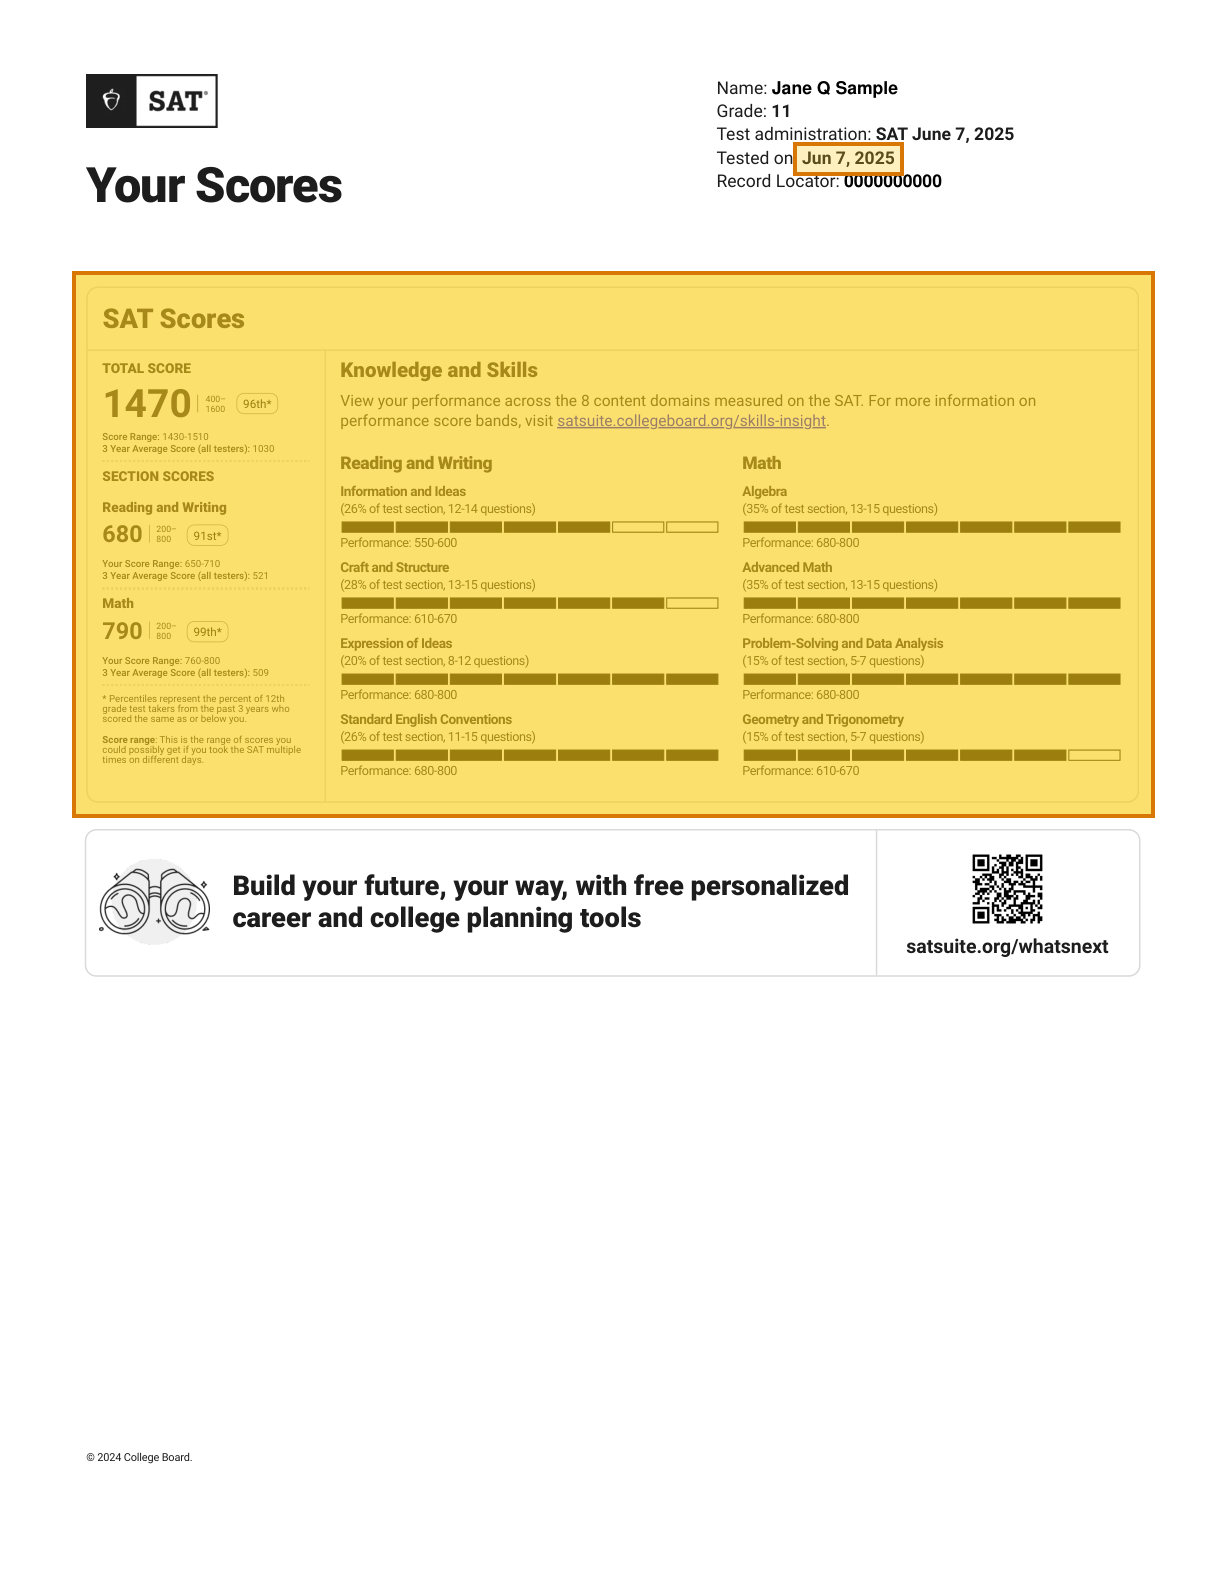 SAT
Name: Jane Q Sample
Grade: 11
Test administration: SAT June 7, 2025
Tested on Jun 7, 2025
Record Locator: 0000000000
Your Scores
SAT Scores
TOTAL SCORE
1470 400–1600 96th*
Score Range: 1430-1510
3 Year Average Score (all testers): 1030
SECTION SCORES
Reading and Writing
680 200–800 91st*
Your Score Range: 650-710
3 Year Average Score (all testers): 521
Math
790 200–800 99th*
Your Score Range: 760-800
3 Year Average Score (all testers): 509
* Percentiles represent the percent of 12th
grade test takers from the past 3 years who
scored the same as or below you.
Score range: This is the range of scores you
could possibly get if you took the SAT multiple
times on different days.
Knowledge and Skills
View your performance across the 8 content domains measured on the SAT. For more information on
performance score bands, visit satsuite.collegeboard.org/skills-insight.
Reading and Writing
Information and Ideas
(26% of test section, 12-14 questions)
Performance: 550-600
Craft and Structure
(28% of test section, 13-15 questions)
Performance: 610-670
Expression of Ideas
(20% of test section, 8-12 questions)
Performance: 680-800
Standard English Conventions
(26% of test section, 11-15 questions)
Performance: 680-800
Math
Algebra
(35% of test section, 13-15 questions)
Performance: 680-800
Advanced Math
(35% of test section, 13-15 questions)
Performance: 680-800
Problem-Solving and Data Analysis
(15% of test section, 5-7 questions)
Performance: 680-800
Geometry and Trigonometry
(15% of test section, 5-7 questions)
Performance: 610-670
Build your future, your way, with free personalized
career and college planning tools
satsuite.org/whatsnext
© 2024 College Board.